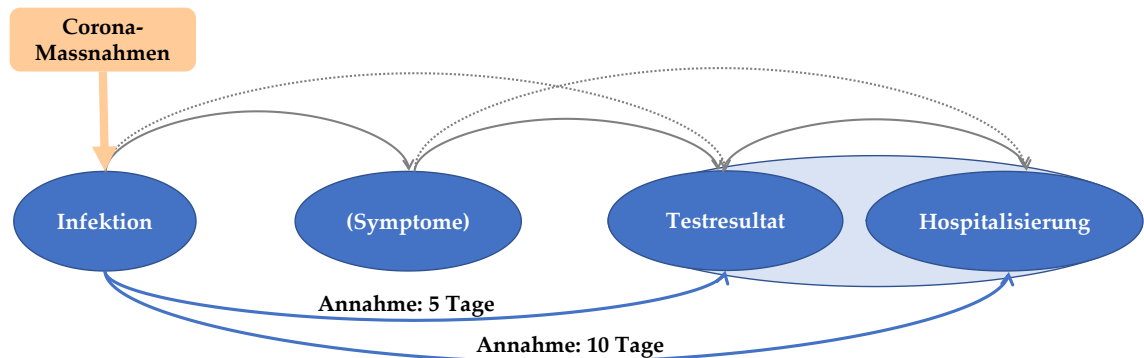 Corona-
Massnahmen
Infektion
(Symptome)
Testresultat
Hospitalisierung
Annahme: 5 Tage
Annahme: 10 Tage